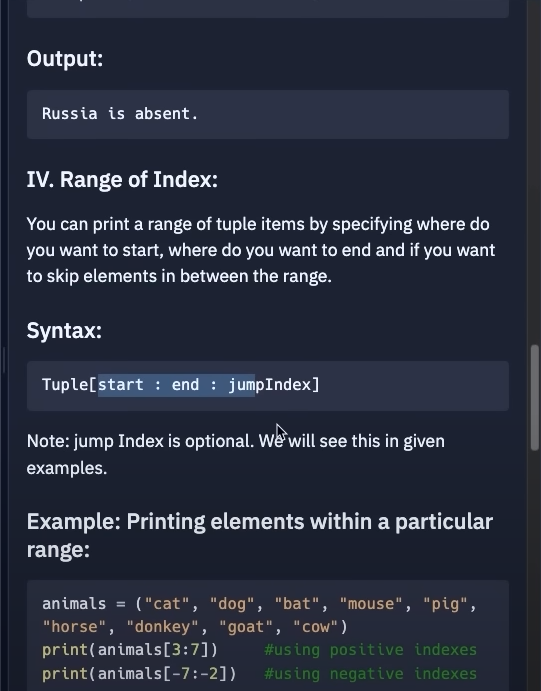 Output:
Russia is absent.
IV. Range of Index:
You can print a range of tuple items by specifying where do
you want to start, where do you want to end and if you want
to skip elements in between the range.
Syntax:
Tuple[start : end : jumpIndex]
Note: jump Index is optional. We will see this in given
examples.
Example: Printing elements within a particular
range:
animals = ("cat", "dog", "bat", "mouse", "pig",
"horse", "donkey", "goat", "cow")
print(animals[3:7])     #using positive indexes
print(animals[-7:-2])   #using negative indexes